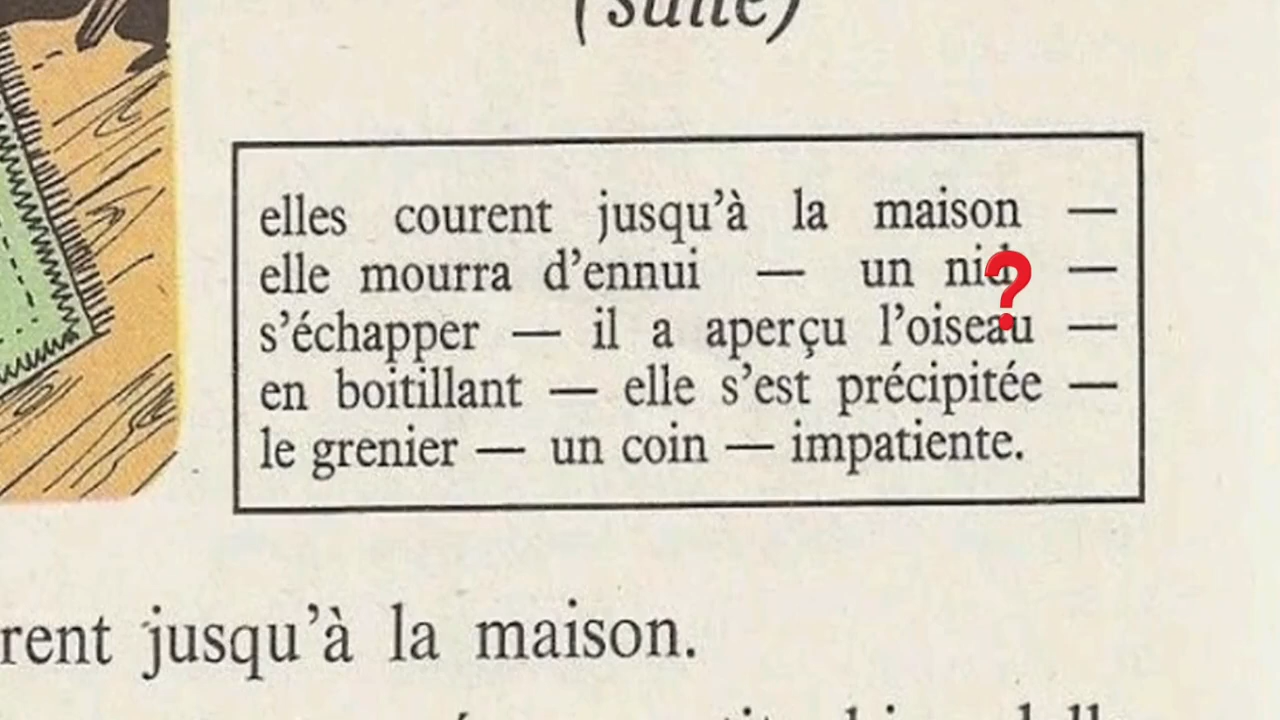 (suite)
elles courent jusqu'à la maison —
elle mourra d'ennui — un nid —
s'échapper — il a aperçu l'oiseau —
en boitillant — elle s'est précipitée —
le grenier — un coin — impatiente.
rent jusqu'à la maison.